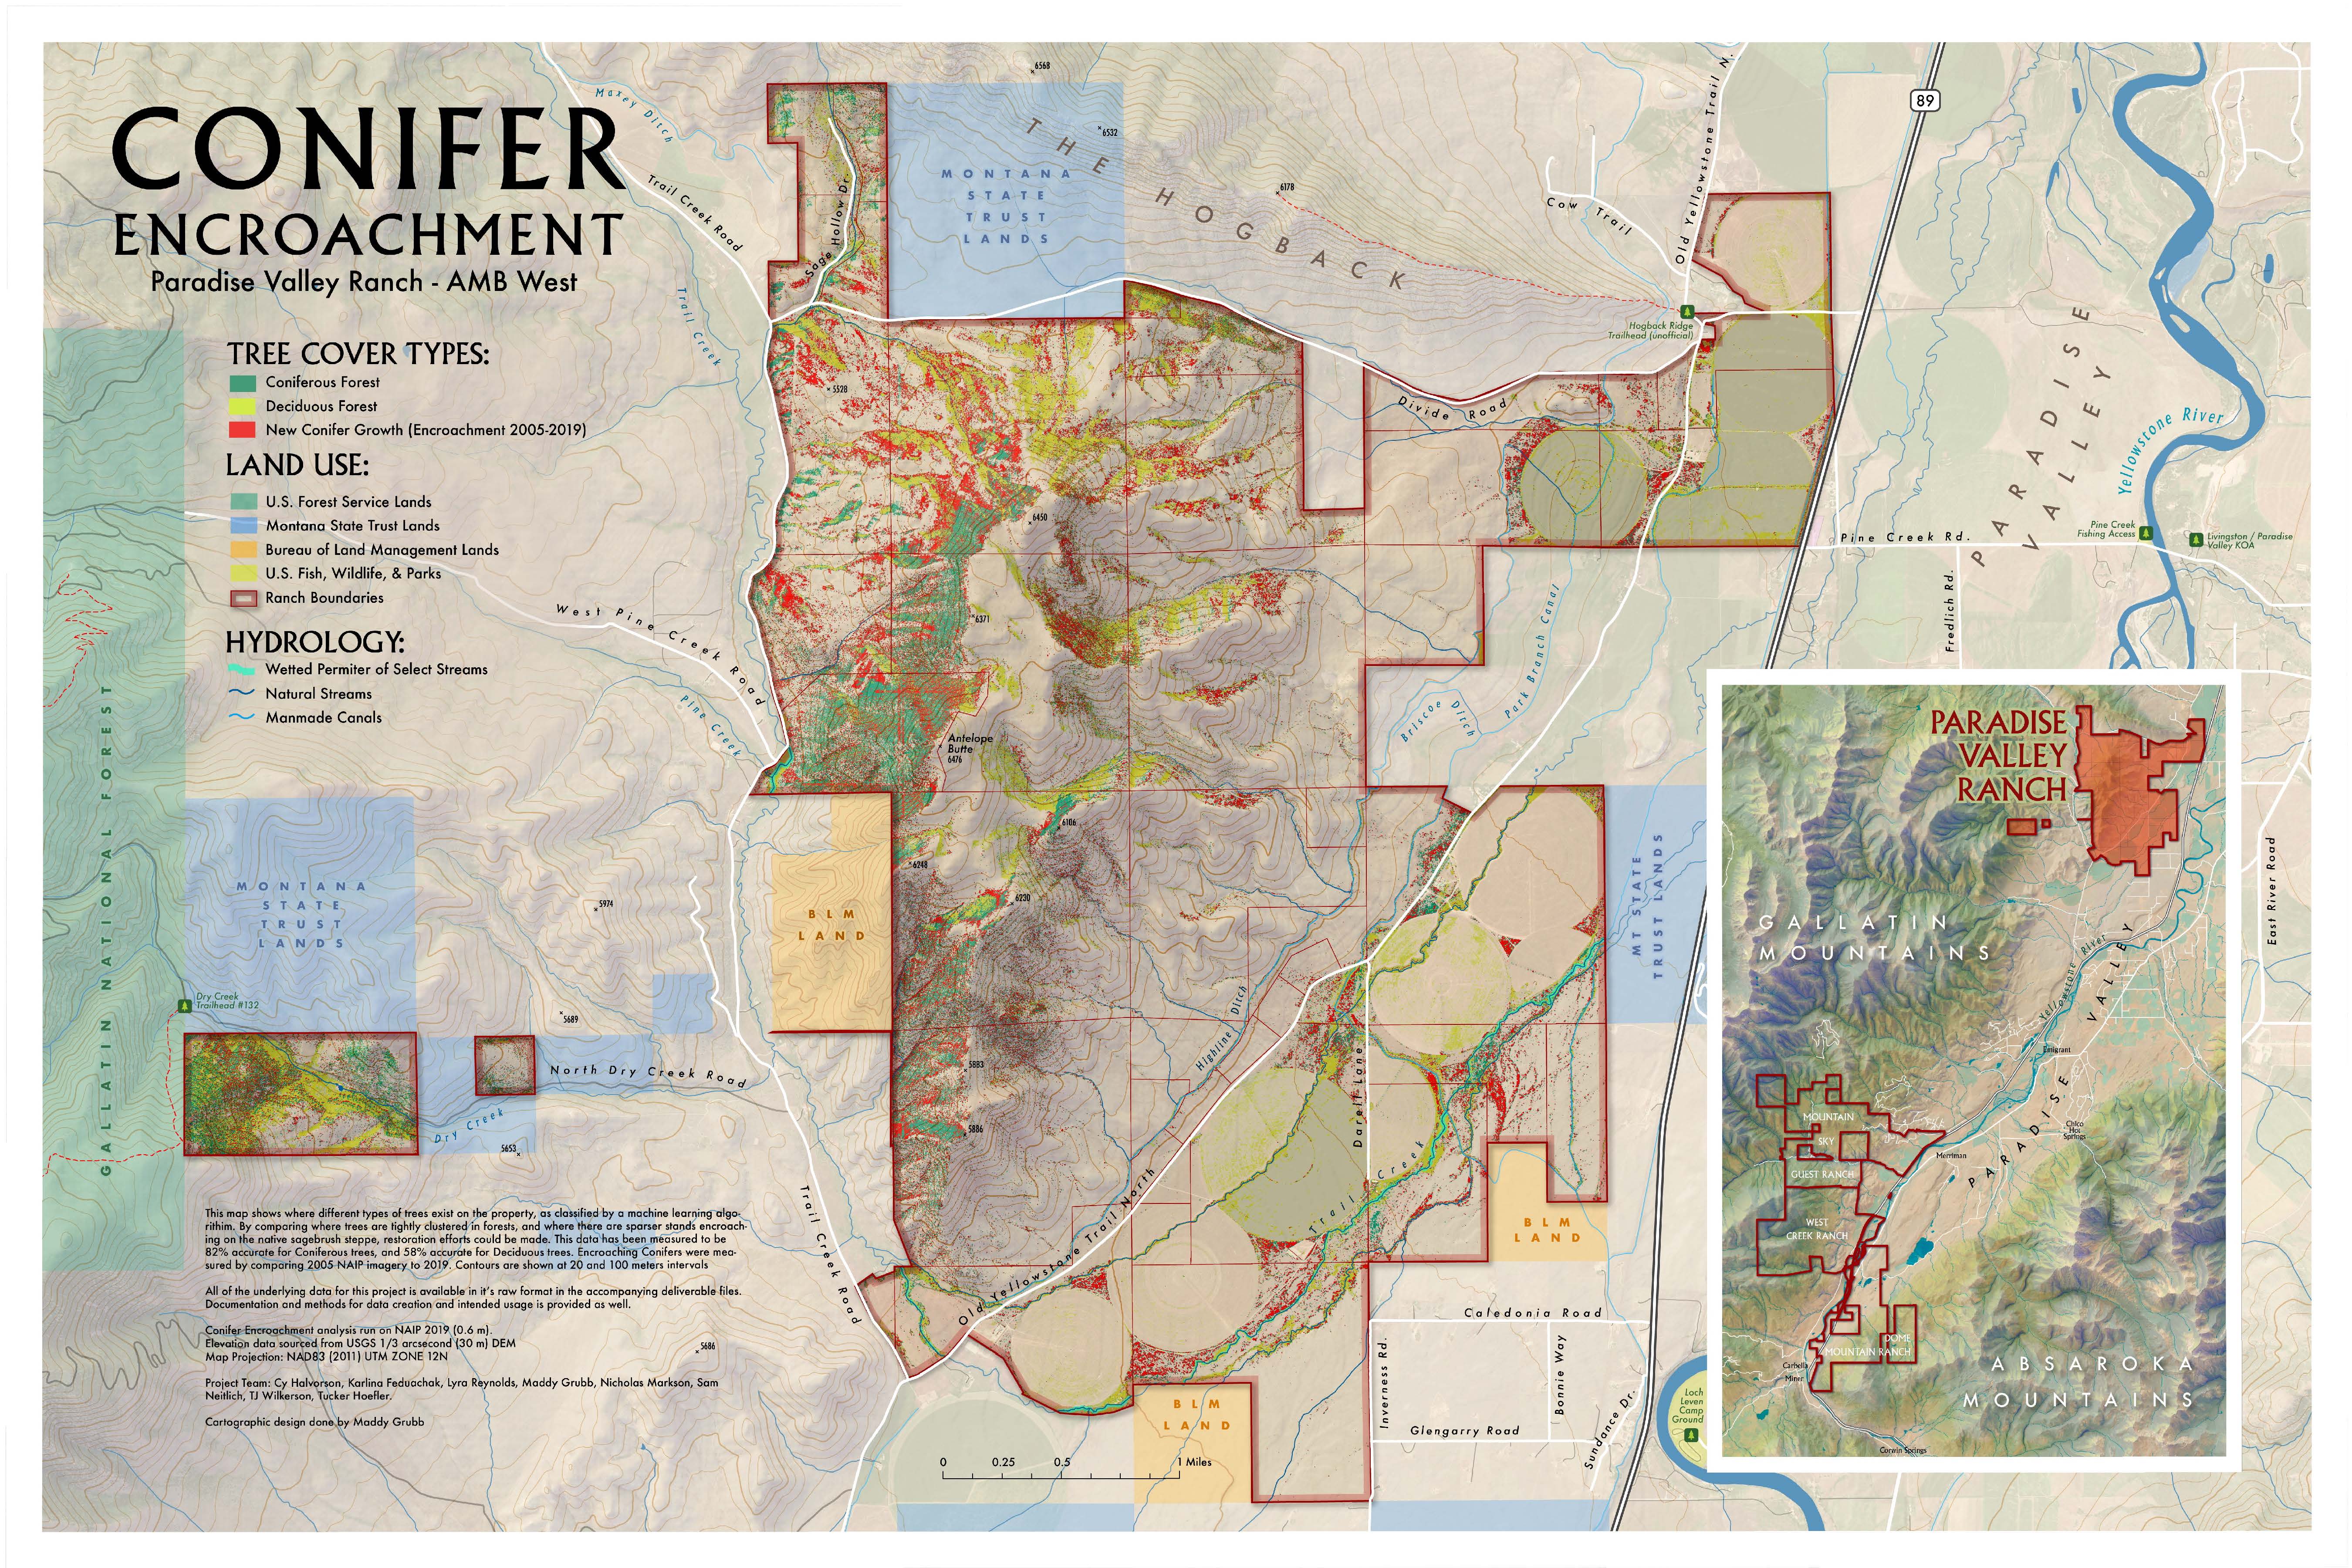 CONIFER
ENCROACHMENT
Paradise Valley Ranch - AMB West
TREE COVER TYPES:
Coniferous Forest
Deciduous Forest
New Conifer Growth (Encroachment 2005-2019)
LAND USE:
U.S. Forest Service Lands
Montana State Trust Lands
Bureau of Land Management Lands
U.S. Fish, Wildlife, & Parks
Ranch Boundaries
HYDROLOGY:
Wetted Permiter of Select Streams
Natural Streams
Manmade Canals
GALLATIN NATIONAL FOREST
MONTANA
STATE
TRUST
LANDS
Dry Creek
Trailhead #132
North Dry Creek Road
Dry Creek
5974
5689
5653
5686
This map shows where different types of trees exist on the property, as classified by a machine learning algo-
rithim. By comparing where trees are tightly clustered in forests, and where there are sparser stands encroach-
ing on the native sagebrush steppe, restoration efforts could be made. This data has been measured to be
82% accurate for Coniferous trees, and 58% accurate for Deciduous trees. Encroaching Conifers were mea-
sured by comparing 2005 NAIP imagery to 2019. Contours are shown at 20 and 100 meters intervals
All of the underlying data for this project is available in it's raw format in the accompanying deliverable files.
Documentation and methods for data creation and intended usage is provided as well.
Conifer Encroachment analysis run on NAIP 2019 (0.6 m).
Elevation data sourced from USGS 1/3 arcsecond (30 m) DEM
Map Projection: NAD83 (2011) UTM ZONE 12N
Project Team: Cy Halvorson, Karlina Feduachak, Lyra Reynolds, Maddy Grubb, Nicholas Markson, Sam
Neitlich, TJ Wilkerson, Tucker Hoefler.
Cartographic design done by Maddy Grubb
Maxey Ditch
Trail Creek Road
Trail Creek
Sage Hollow Dr.
West Pine Creek Road
Pine Creek
6568
6532
MONTANA
STATE
TRUST
LANDS
THE HOGBACK
6178
Cow Trail
Old Yellowstone Trail N.
89
Hogback Ridge
Trailhead (unofficial)
Divide Road
5528
6450
6371
Antelope
Butte
6476
6106
6248
6230
5883
5886
BLM
LAND
Trail Creek Road
Old Yellowstone Trail North
Highline Ditch
Darell Lane
Trail Creek
Briscoe Ditch
Park Branch Canal
Pine Creek Rd.
Fredlich Rd.
PARADISE
VALLEY
Yellowstone River
Pine Creek
Fishing Access
Livingston / Paradise
Valley KOA
East River Road
MT STATE
TRUST LANDS
BLM
LAND
BLM
LAND
Caledonia Road
Inverness Rd.
Bonnie Way
Glengarry Road
Sundance Dr.
Loch
Leven
Camp
Ground
0 0.25 0.5 1 Miles
PARADISE
VALLEY
RANCH
GALLATIN
MOUNTAINS
Yellowstone River
PARADISE VALLEY
Emigrant
Chico
Hot
Springs
Merriman
MOUNTAIN
SKY
GUEST RANCH
WEST
CREEK RANCH
DOME
MOUNTAIN RANCH
Carbella
Miner
ABSAROKA
MOUNTAINS
Corwin Springs